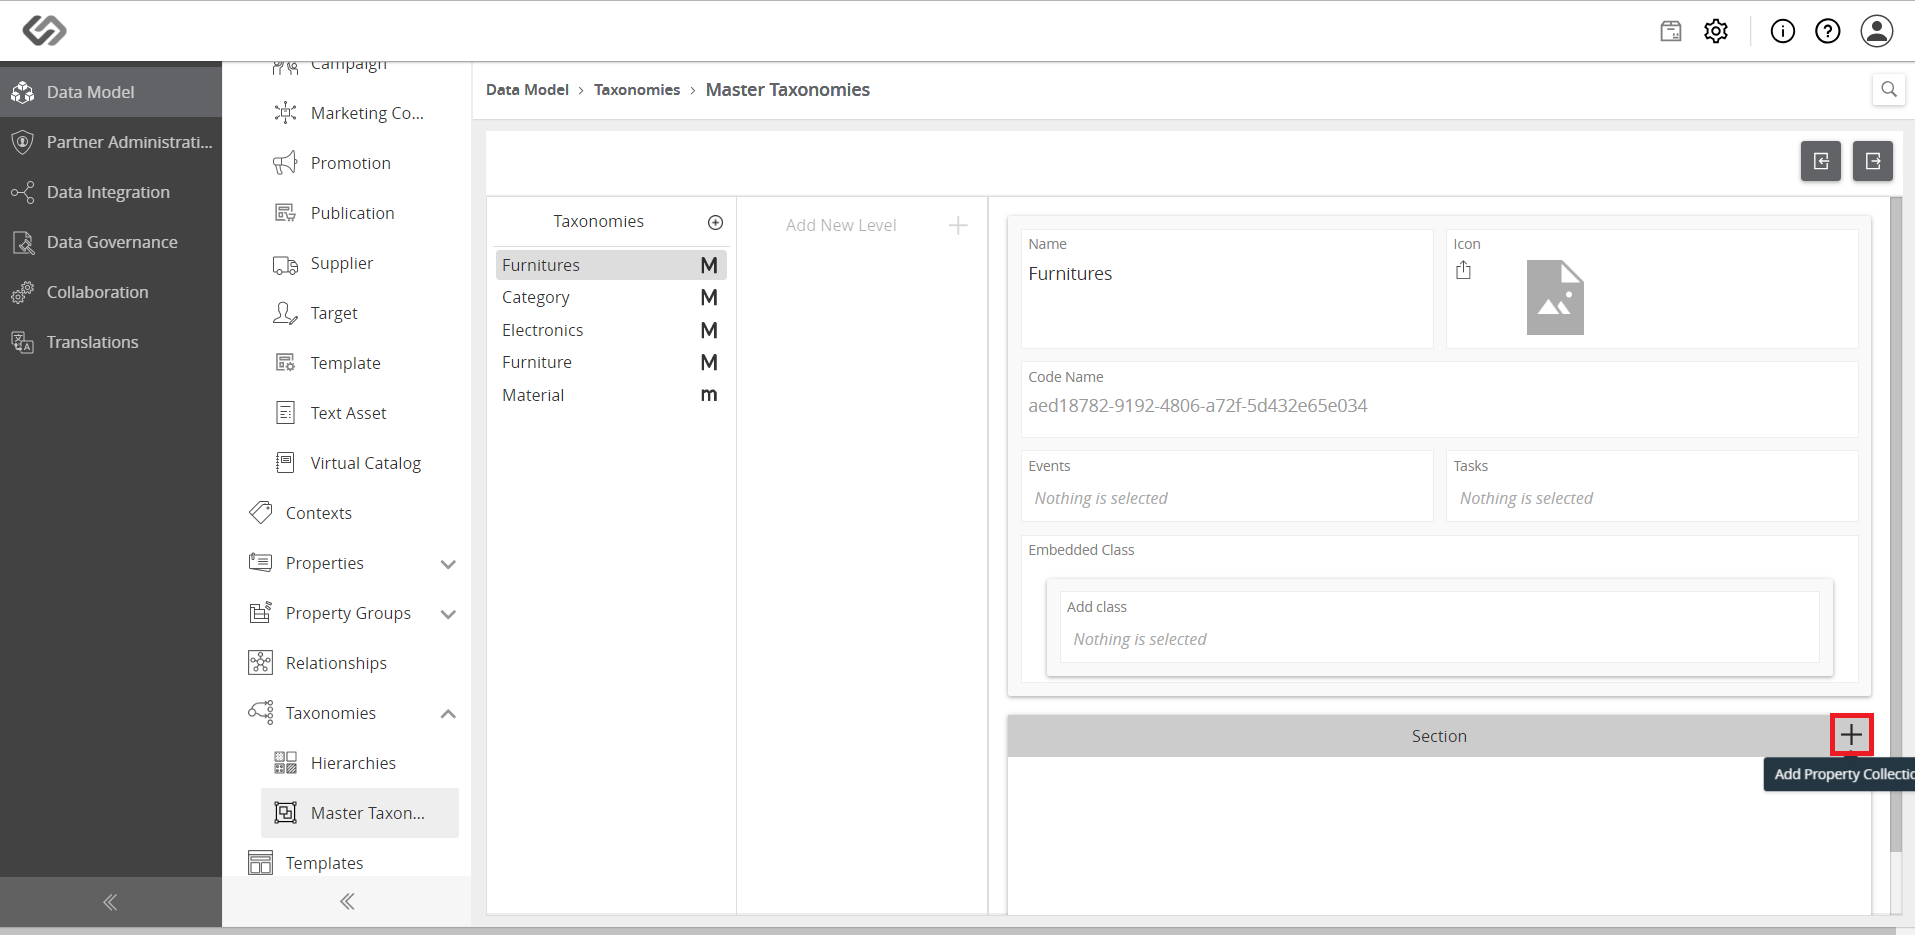 Data Model
Partner Administrati...
Data Integration
Data Governance
Collaboration
Translations
Campaign
Marketing Co...
Promotion
Publication
Supplier
Target
Template
Text Asset
Virtual Catalog
Contexts
Properties
Property Groups
Relationships
Taxonomies
Hierarchies
Master Taxon...
Templates
Data Model > Taxonomies > Master Taxonomies
Taxonomies
Furnitures M
Category M
Electronics M
Furniture M
Material m
Add New Level
Name
Furnitures
Icon
Code Name
aed18782-9192-4806-a72f-5d432e65e034
Events
Nothing is selected
Tasks
Nothing is selected
Embedded Class
Add class
Nothing is selected
Section
Add Property Collectio